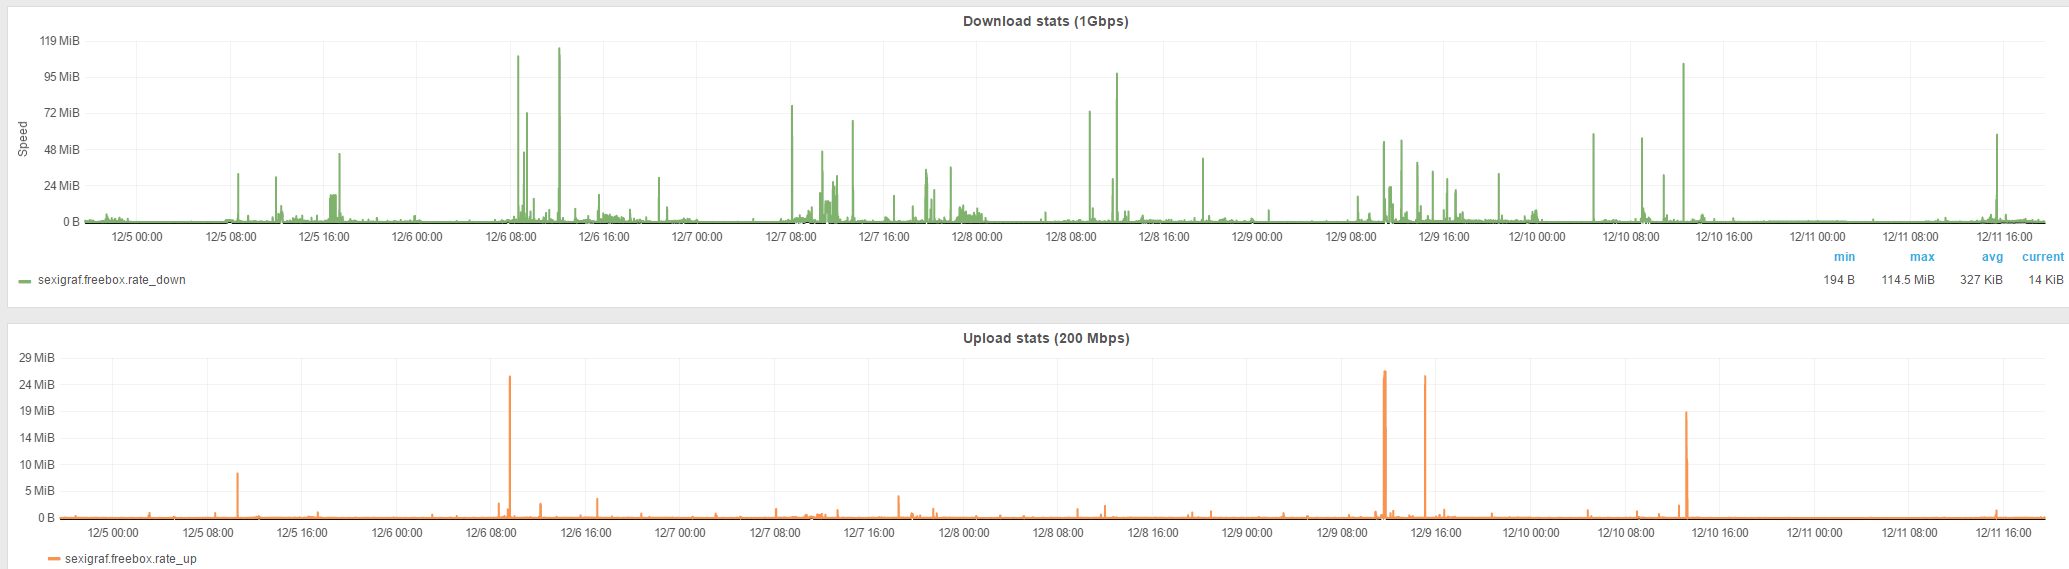 Download stats (1Gbps)
119 MiB
95 MiB
72 MiB
48 MiB
24 MiB
0 B
Speed
12/5 00:00 12/5 08:00 12/5 16:00 12/6 00:00 12/6 08:00 12/6 16:00 12/7 00:00 12/7 08:00 12/7 16:00 12/8 00:00 12/8 08:00 12/8 16:00 12/9 00:00 12/9 08:00 12/9 16:00 12/10 00:00 12/10 08:00 12/10 16:00 12/11 00:00 12/11 08:00 12/11 16:00
min max avg current
sexigraf.freebox.rate_down 194 B 114.5 MiB 327 KiB 14 KiB
Upload stats (200 Mbps)
29 MiB
24 MiB
19 MiB
14 MiB
10 MiB
5 MiB
0 B
12/5 00:00 12/5 08:00 12/5 16:00 12/6 00:00 12/6 08:00 12/6 16:00 12/7 00:00 12/7 08:00 12/7 16:00 12/8 00:00 12/8 08:00 12/8 16:00 12/9 00:00 12/9 08:00 12/9 16:00 12/10 00:00 12/10 08:00 12/10 16:00 12/11 00:00 12/11 08:00 12/11 16:00
sexigraf.freebox.rate_up